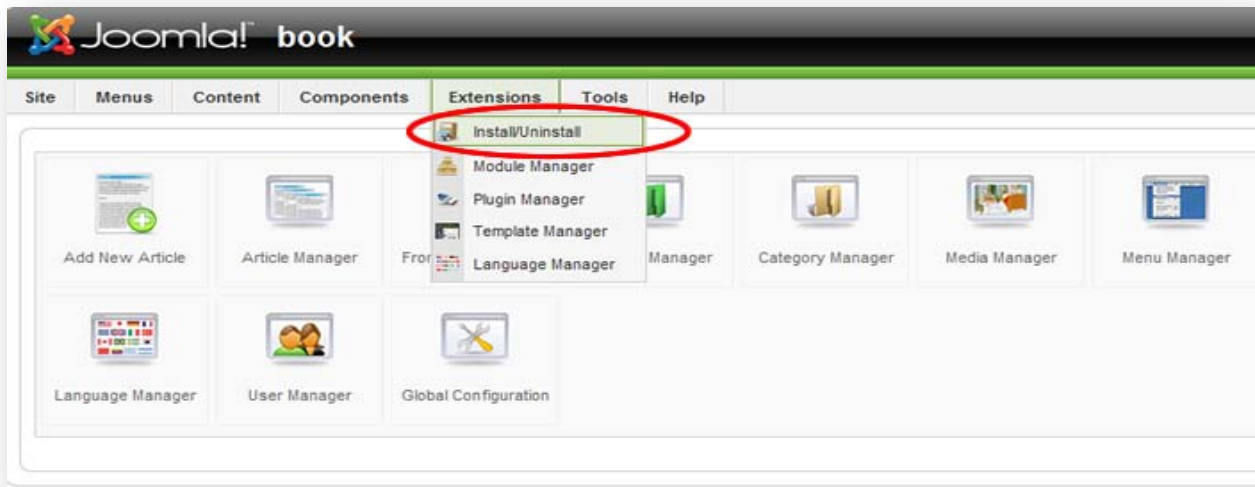 Joomla! book
Site Menus Content Components Extensions Tools Help
Install/Uninstall
Module Manager
Plugin Manager
Template Manager
Language Manager
Add New Article Article Manager Manager Category Manager Media Manager Menu Manager
Language Manager User Manager Global Configuration